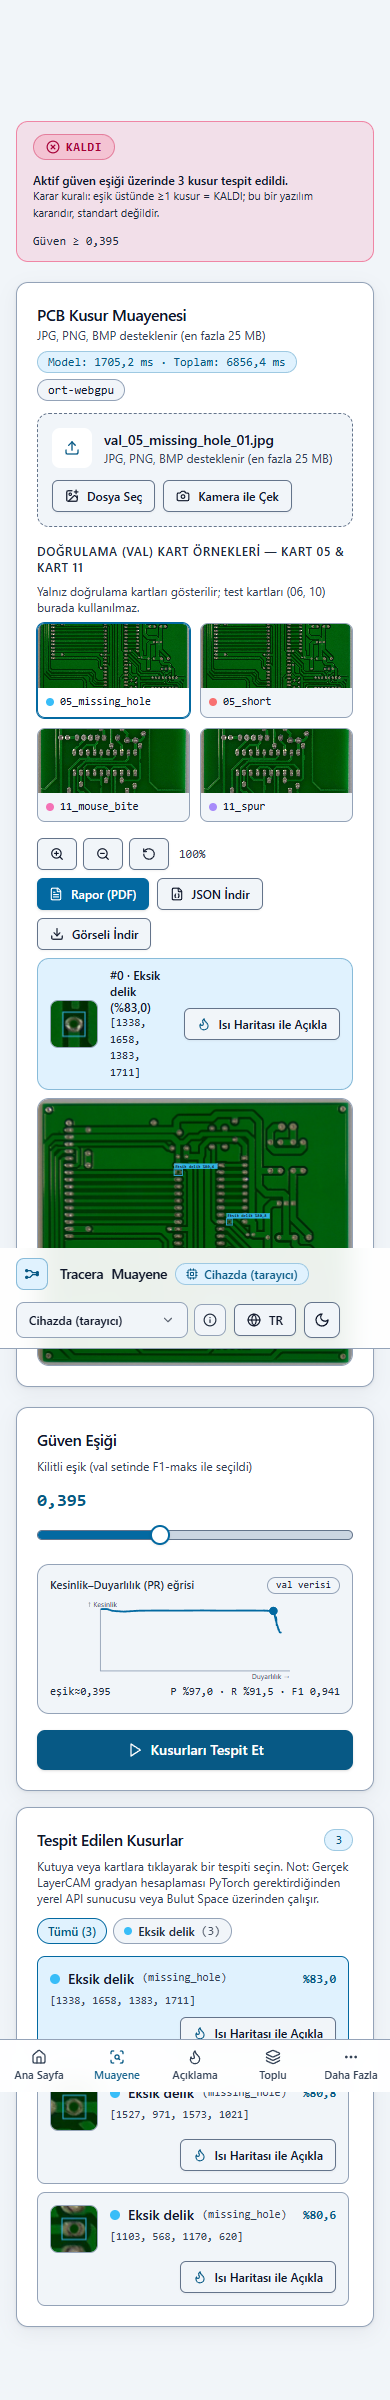 KALDI
Aktif güven eşiği üzerinde 3 kusur tespit edildi.
Karar kuralı: eşik üstünde ≥1 kusur = KALDI; bu bir yazılım
kararıdır, standart değildir.
Güven ≥ 0,395
PCB Kusur Muayenesi
JPG, PNG, BMP desteklenir (en fazla 25 MB)
Model: 1705,2 ms · Toplam: 6856,4 ms
ort-webgpu
val_05_missing_hole_01.jpg
JPG, PNG, BMP desteklenir (en fazla 25 MB)
Dosya Seç
Kamera ile Çek
DOĞRULAMA (VAL) KART ÖRNEKLERİ — KART 05 &
KART 11
Yalnız doğrulama kartları gösterilir; test kartları (06, 10)
burada kullanılmaz.
05_missing_hole
05_short
11_mouse_bite
11_spur
100%
Rapor (PDF)
JSON İndir
Görseli İndir
#0 · Eksik
delik
(%83,0)
[1338,
1658,
1383,
1711]
Isı Haritası ile Açıkla
Tracera Muayene
Cihazda (tarayıcı)
Cihazda (tarayıcı)
TR
Güven Eşiği
Kilitli eşik (val setinde F1-maks ile seçildi)
0,395
Kesinlik–Duyarlılık (PR) eğrisi
val verisi
↑ Kesinlik
Duyarlılık →
eşik≈0,395
P %97,0 · R %91,5 · F1 0,941
Kusurları Tespit Et
Tespit Edilen Kusurlar
3
Kutuya veya kartlara tıklayarak bir tespiti seçin. Not: Gerçek
LayerCAM gradyan hesaplaması PyTorch gerektirdiğinden
yerel API sunucusu veya Bulut Space üzerinden çalışır.
Tümü (3)
Eksik delik (3)
Eksik delik (missing_hole) %83,0
[1338, 1658, 1383, 1711]
Isı Haritası ile Açıkla
Ana Sayfa
Muayene
Açıklama
Toplu
Daha Fazla
Eksik delik (missing_hole) %80,8
[1527, 971, 1573, 1021]
Isı Haritası ile Açıkla
Eksik delik (missing_hole) %80,6
[1103, 568, 1170, 620]
Isı Haritası ile Açıkla